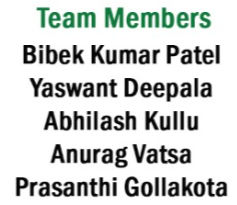 Team Members
Bibek Kumar Patel
Yaswant Deepala
Abhilash Kullu
Anurag Vatsa
Prasanthi Gollakota